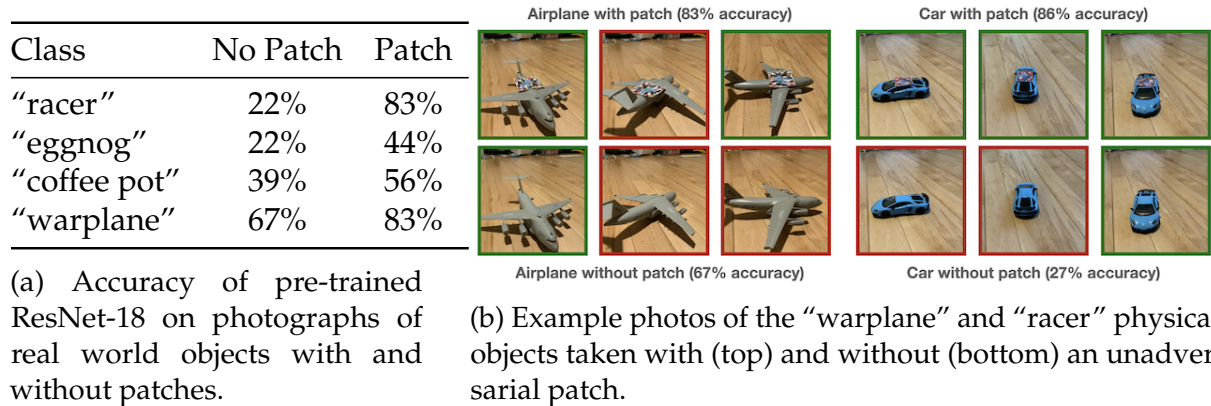 Class No Patch Patch
“racer” 22% 83%
“eggnog” 22% 44%
“coffee pot” 39% 56%
“warplane” 67% 83%
(a) Accuracy of pre-trained
ResNet-18 on photographs of
real world objects with and
without patches.
Airplane with patch (83% accuracy)
Car with patch (86% accuracy)
Airplane without patch (67% accuracy)
Car without patch (27% accuracy)
(b) Example photos of the “warplane” and “racer” physica
objects taken with (top) and without (bottom) an unadver
sarial patch.